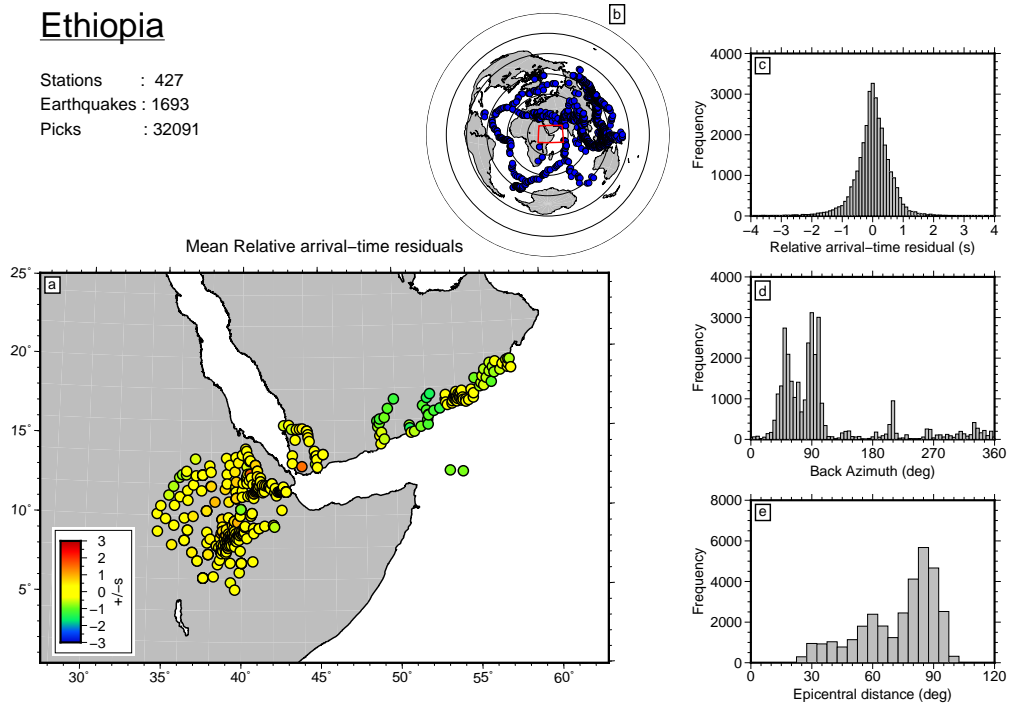 Ethiopia
Stations : 427
Earthquakes : 1693
Picks : 32091
b
Mean Relative arrival−time residuals
a
25˚
20˚
15˚
10˚
5˚
30˚ 35˚ 40˚ 45˚ 50˚ 55˚ 60˚
3
2
1
0
−1
−2
−3
+/−s
c
Frequency
4000
3000
2000
1000
0
−4 −3 −2 −1 0 1 2 3 4
Relative arrival−time residual (s)
d
Frequency
4000
3000
2000
1000
0
0 90 180 270 360
Back Azimuth (deg)
e
Frequency
8000
6000
4000
2000
0
0 30 60 90 120
Epicentral distance (deg)